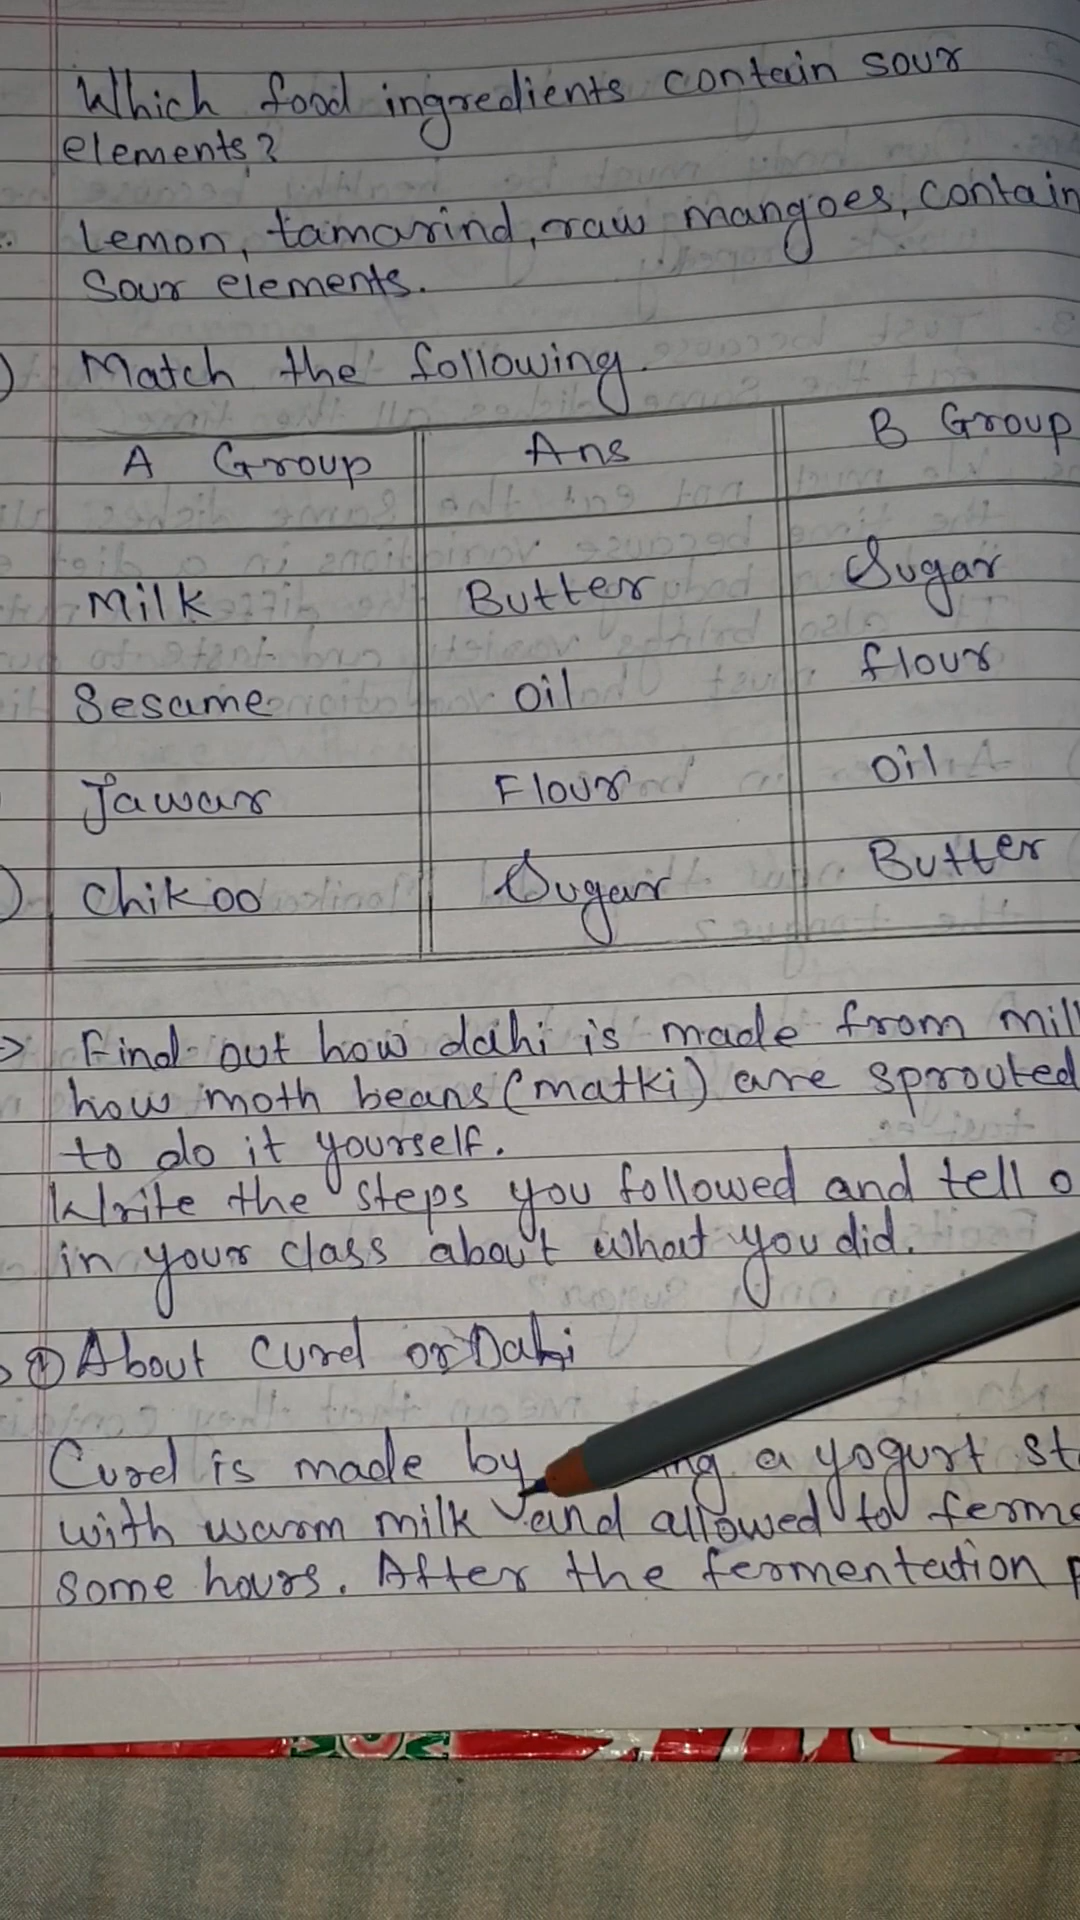 Which food ingredients contain sour
elements?
Lemon, tamarind, raw mangoes, contain
Sour elements.
Match the following.
A Group Ans B Group
Milk Butter Sugar
Sesame Oil flour
Jawar Flour Oil
Chikoo Sugar Butter
Find out how dahi is made from
how moth beans (matki) are sprouted
to do it yourself.
Write the steps you followed and tell
in your class about what you did.
① About Curd or Dahi
Curd is made by a yogurt
with warm milk and allowed to
some hours. After the fermentation